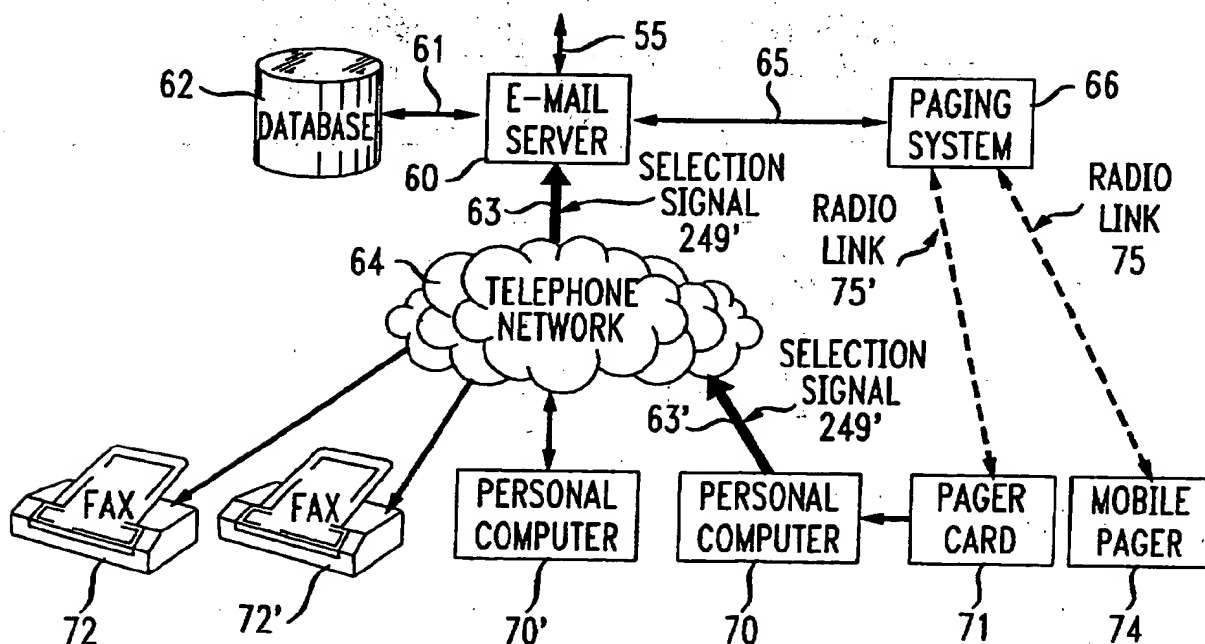 55
61
65
62
66
DATABASE
E-MAIL
SERVER
PAGING
SYSTEM
60
63
SELECTION
SIGNAL
249'
RADIO
LINK
75'
RADIO
LINK
75
64
TELEPHONE
NETWORK
63'
SELECTION
SIGNAL
249'
FAX
FAX
PERSONAL
COMPUTER
PERSONAL
COMPUTER
PAGER
CARD
MOBILE
PAGER
72
72'
70'
70
71
74